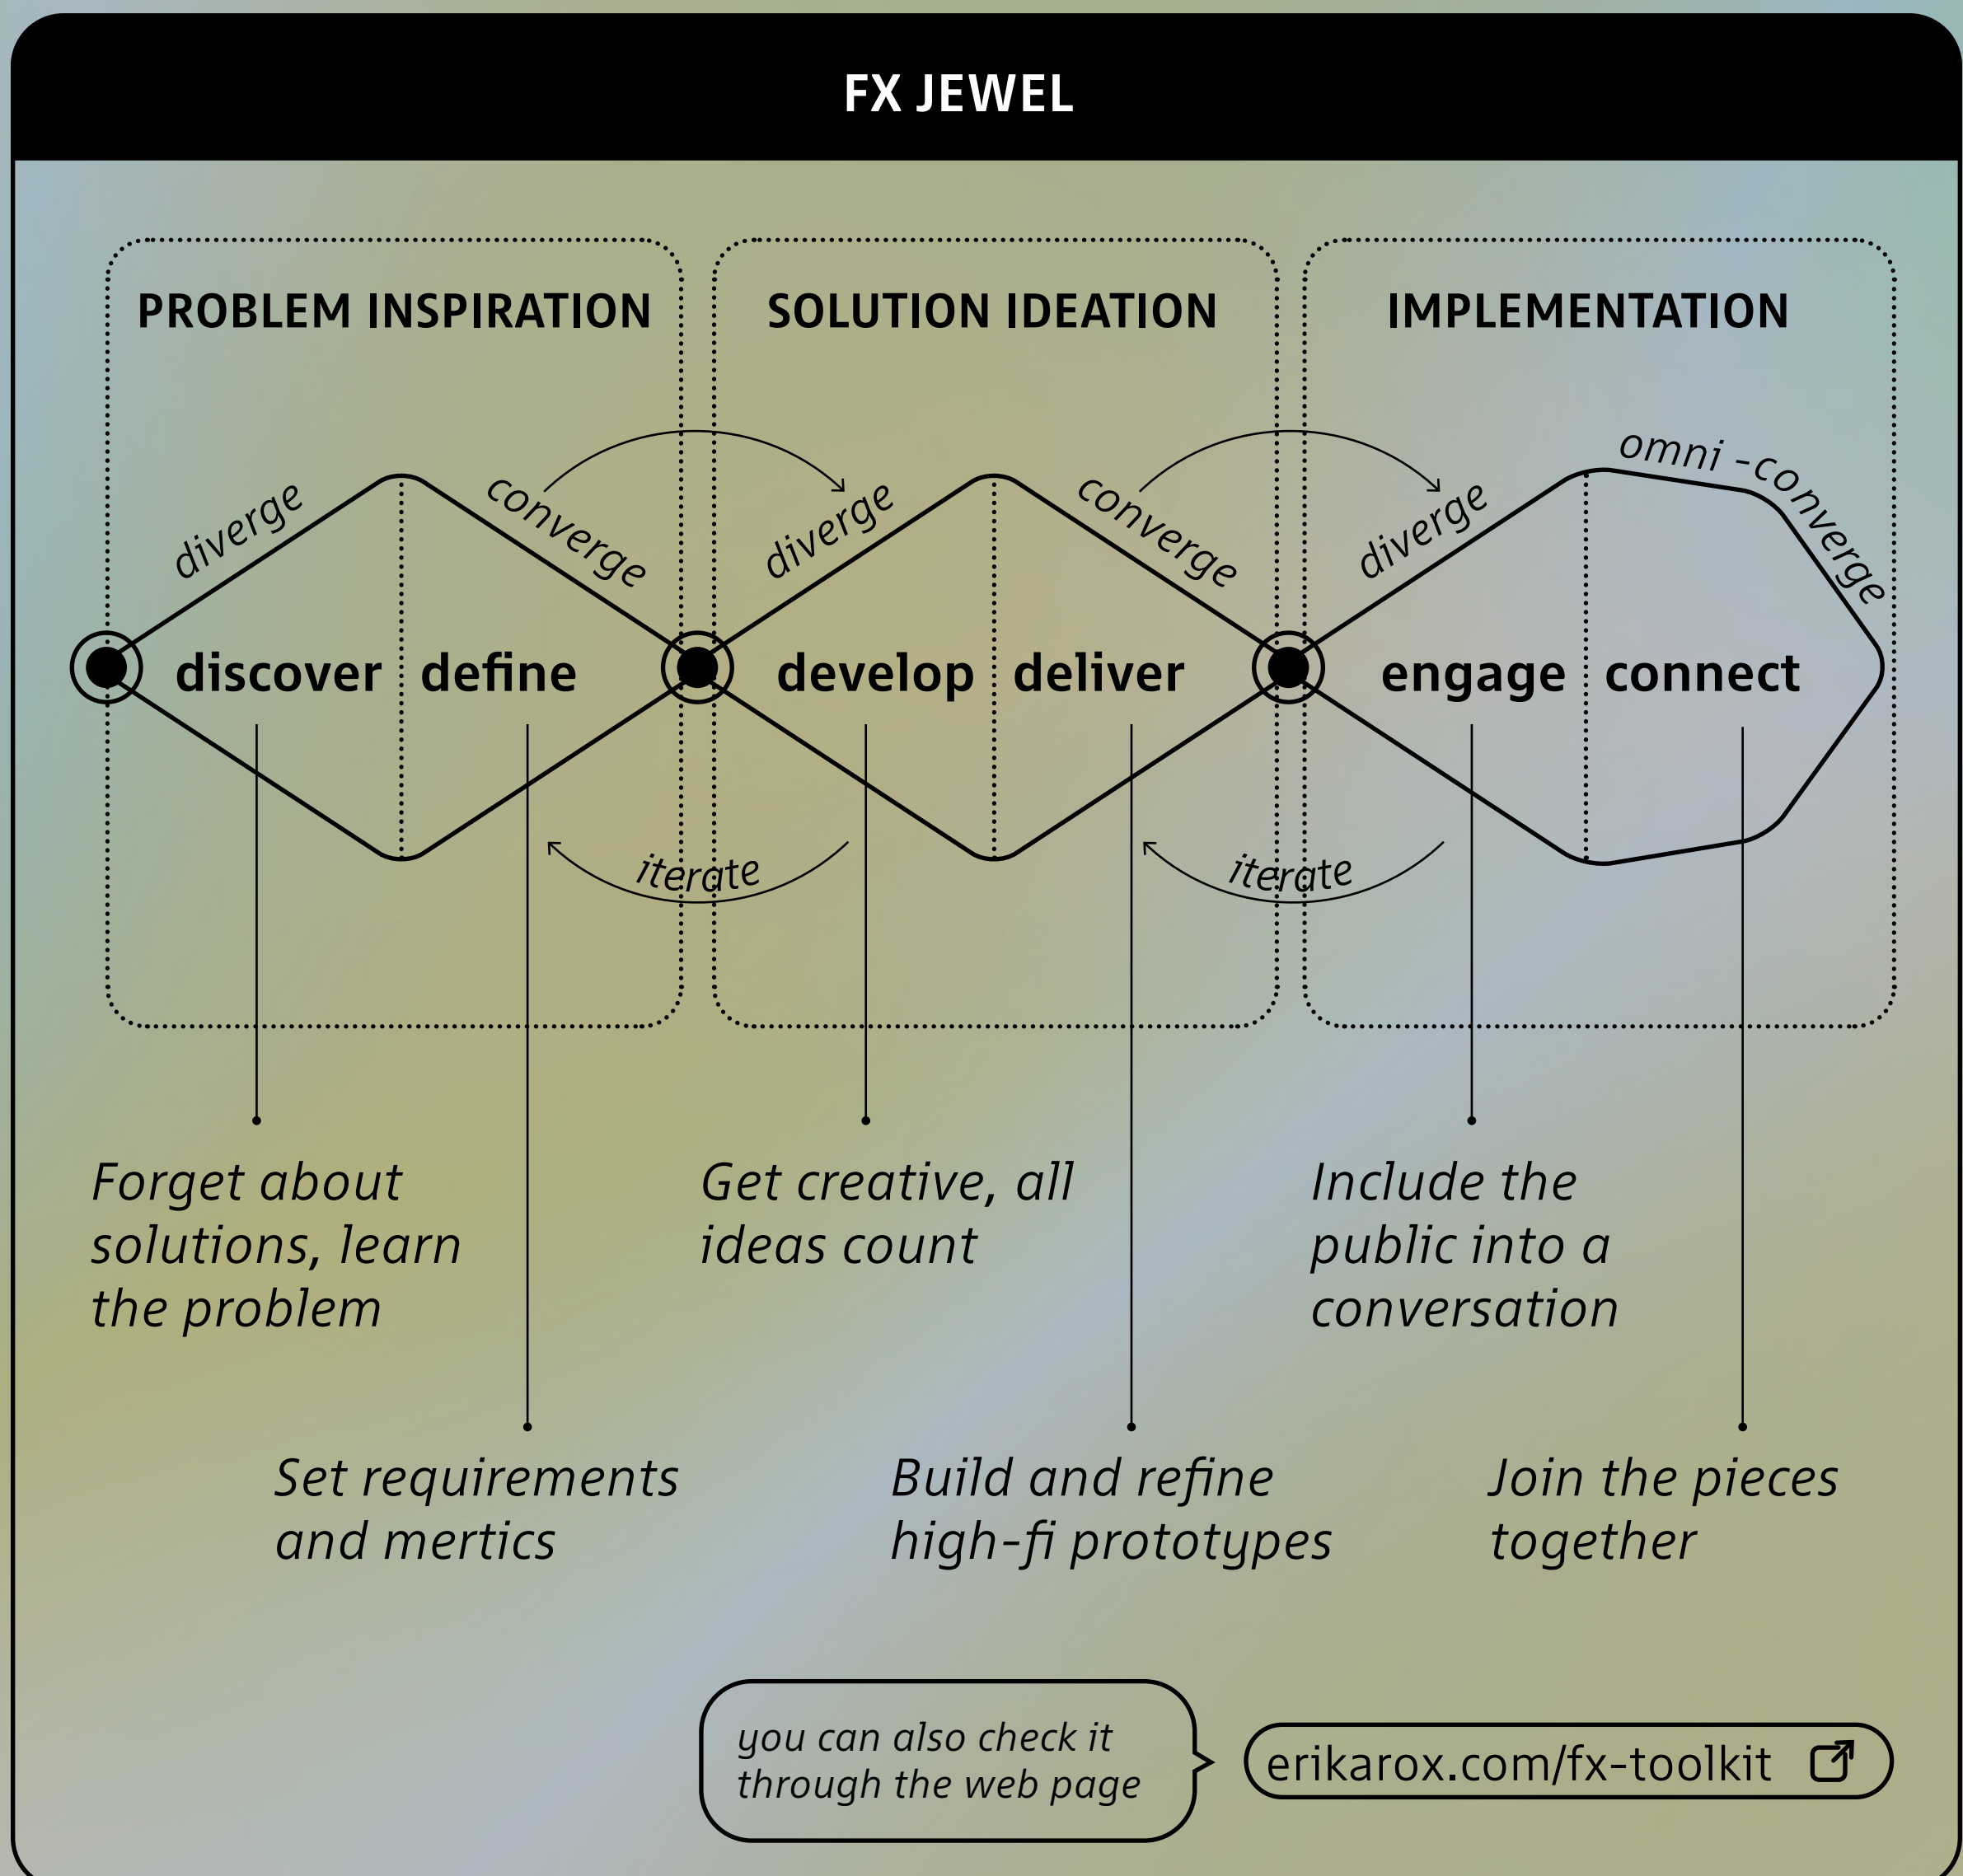 FX JEWEL
PROBLEM INSPIRATION
SOLUTION IDEATION
IMPLEMENTATION
diverge
converge
diverge
converge
diverge
omni -converge
discover
define
develop
deliver
engage
connect
iterate
iterate
Forget about
solutions, learn
the problem
Get creative, all
ideas count
Include the
public into a
conversation
Set requirements
and mertics
Build and refine
high-fi prototypes
Join the pieces
together
you can also check it
through the web page
erikarox.com/fx-toolkit